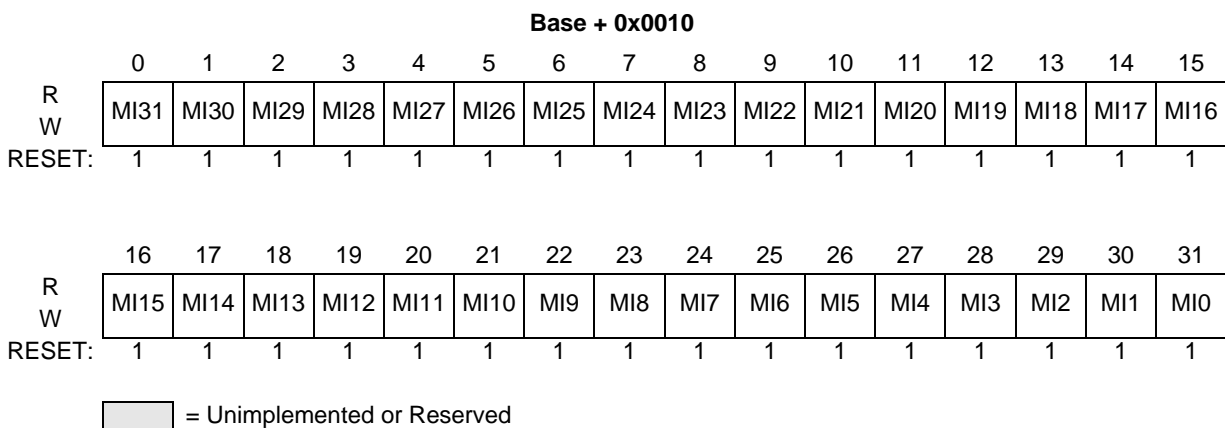 Base + 0x0010
0 1 2 3 4 5 6 7 8 9 10 11 12 13 14 15
R
MI31 MI30 MI29 MI28 MI27 MI26 MI25 MI24 MI23 MI22 MI21 MI20 MI19 MI18 MI17 MI16
W
RESET: 1 1 1 1 1 1 1 1 1 1 1 1 1 1 1 1
16 17 18 19 20 21 22 23 24 25 26 27 28 29 30 31
R
MI15 MI14 MI13 MI12 MI11 MI10 MI9 MI8 MI7 MI6 MI5 MI4 MI3 MI2 MI1 MI0
W
RESET: 1 1 1 1 1 1 1 1 1 1 1 1 1 1 1 1
= Unimplemented or Reserved